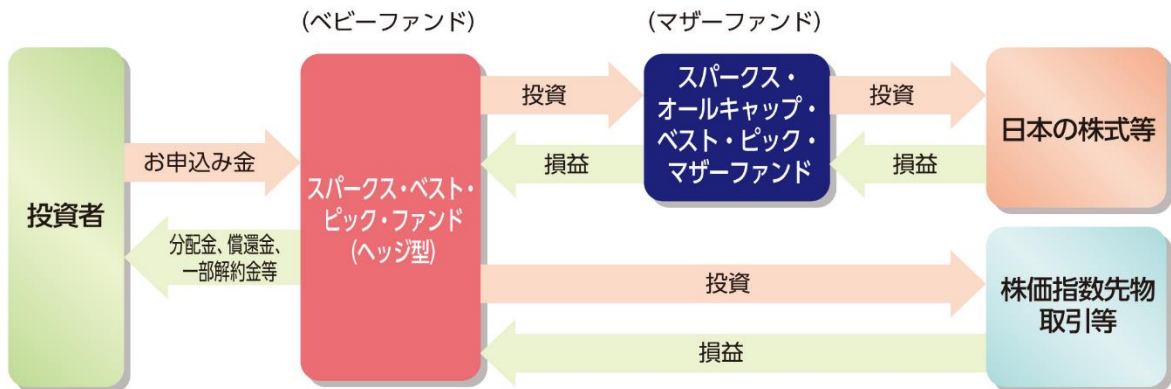 (ベビーファンド)
(マザーファンド)
投資者
お申込み金
分配金、償還金、
一部解約金等
スパークス・ベスト・
ピック・ファンド
(ヘッジ型)
投資
損益
スパークス・
オールキャップ・
ベスト・ピック・
マザーファンド
投資
損益
日本の株式等
投資
損益
株価指数先物
取引等